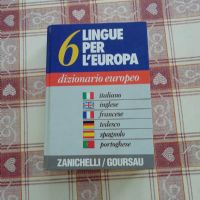 6 LINGUE
PER
L'EUROPA
dizionario europeo
italiano
inglese
francese
tedesco
spagnolo
portoghese
ZANICHELLI/GOURSAU